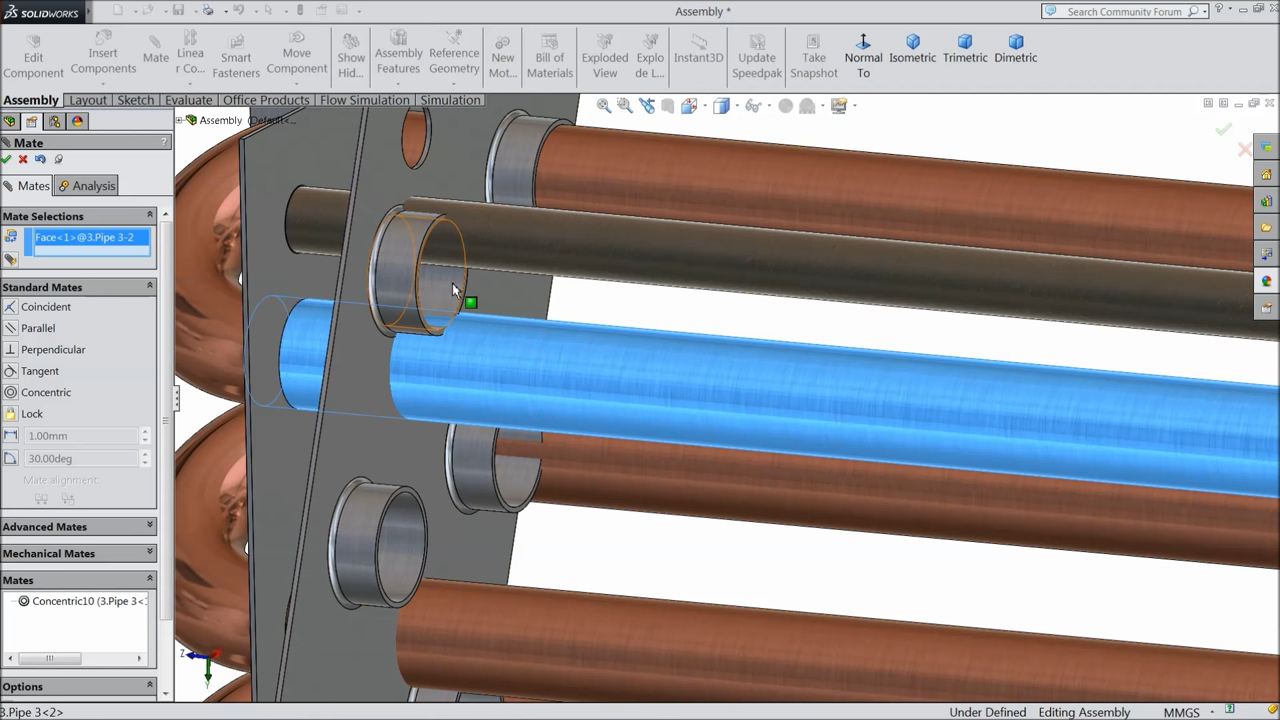 SOLIDWORKS
Assembly *
Search Community Forum
Edit Component
Insert Components
Mate
Linea r Co...
Smart Fasteners
Move Component
Show Hid...
Assembly Features
Reference Geometry
New Mot...
Bill of Materials
Exploded View
Explo de L...
Instant3D
Update Speedpak
Take Snapshot
Normal To
Isometric
Trimetric
Dimetric
Assembly Layout Sketch Evaluate Office Products Flow Simulation Simulation
Assembly (Default<...
Mate
?
Mates Analysis
Mate Selections
Face<1>@3.Pipe 3-2
Standard Mates
Coincident
Parallel
Perpendicular
Tangent
Concentric
Lock
1.00mm
30.00deg
Mate alignment:
Advanced Mates
Mechanical Mates
Mates
Concentric10 (3.Pipe 3<
Options
Z
Y
3.Pipe 3<2>
Under Defined Editing Assembly MMGS